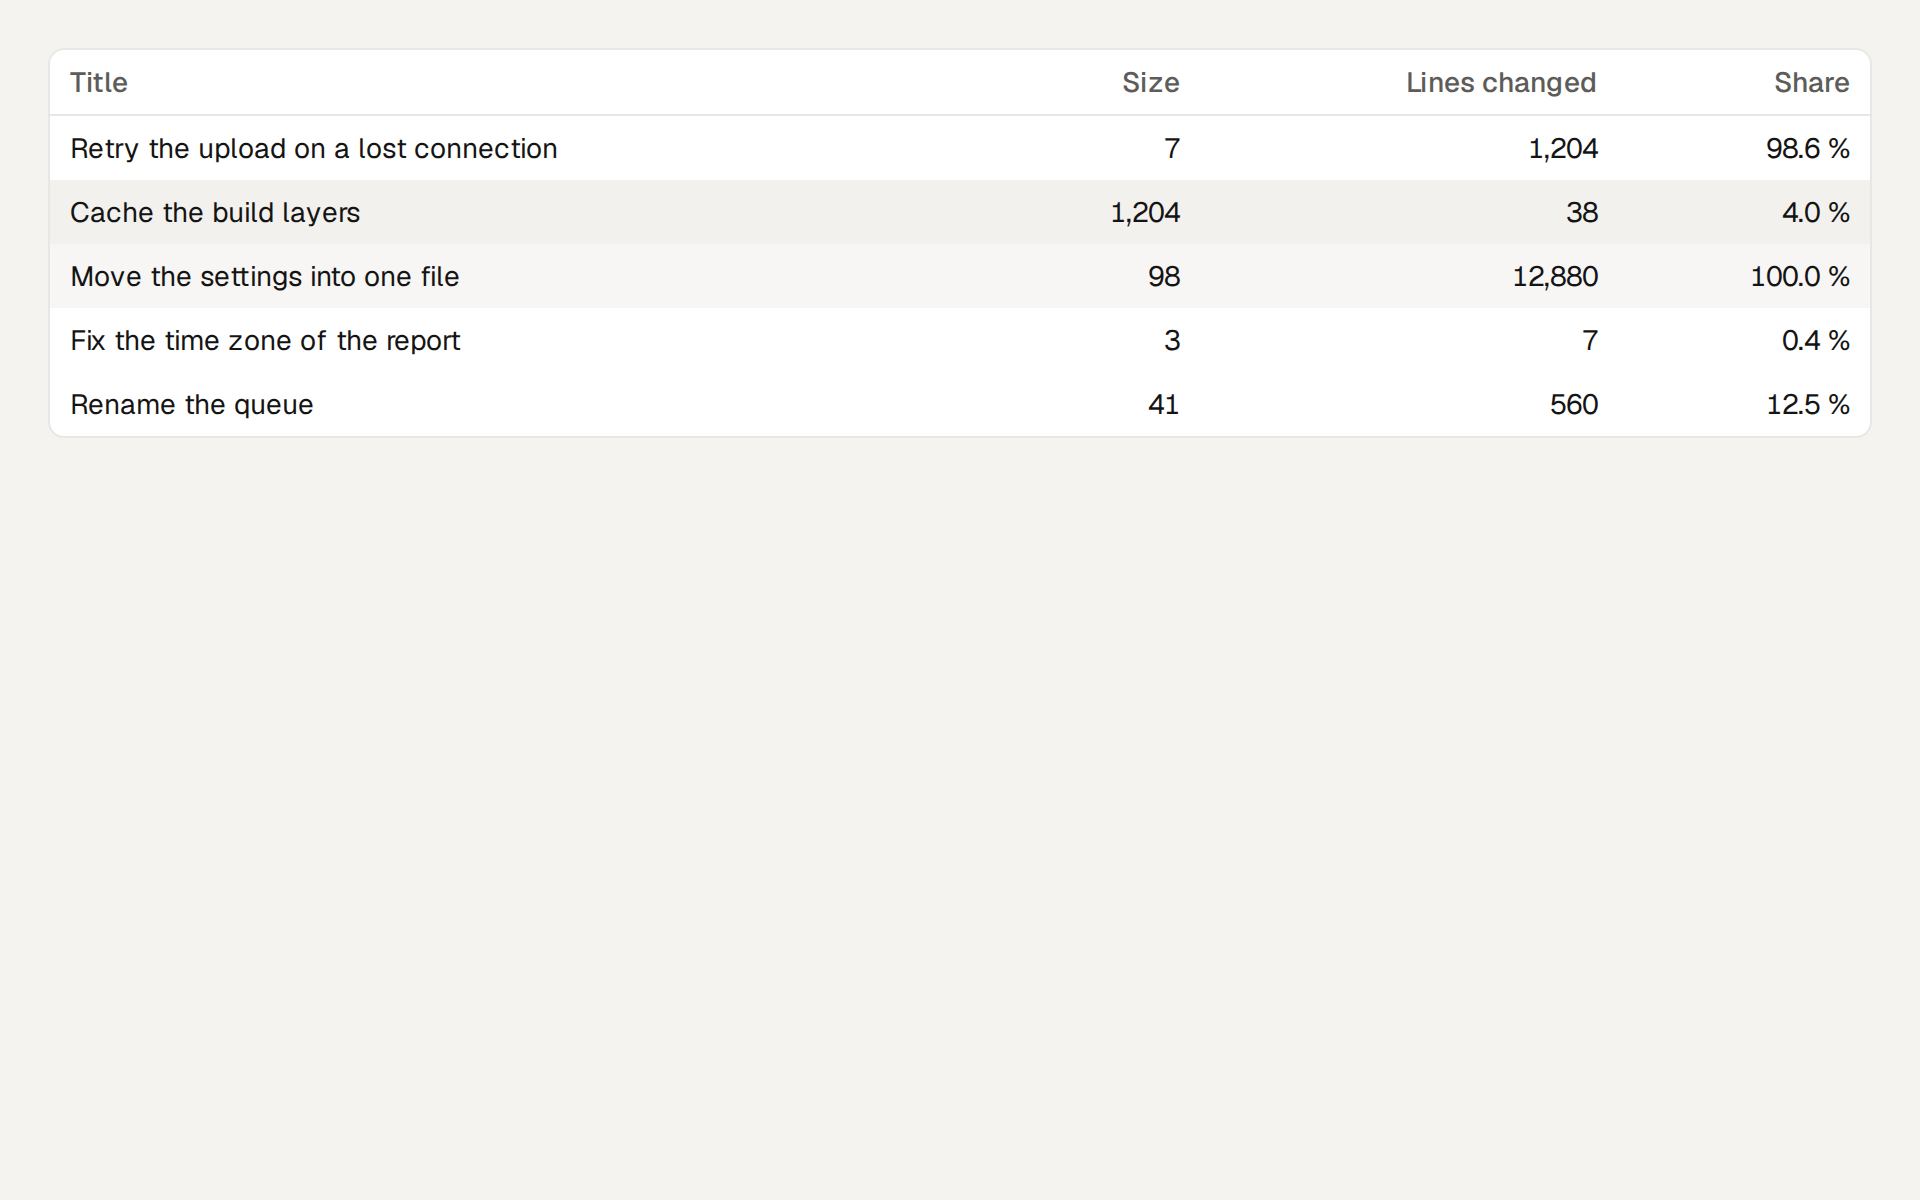 Title Size Lines changed Share
Retry the upload on a lost connection 7 1,204 98.6 %
Cache the build layers 1,204 38 4.0 %
Move the settings into one file 98 12,880 100.0 %
Fix the time zone of the report 3 7 0.4 %
Rename the queue 41 560 12.5 %